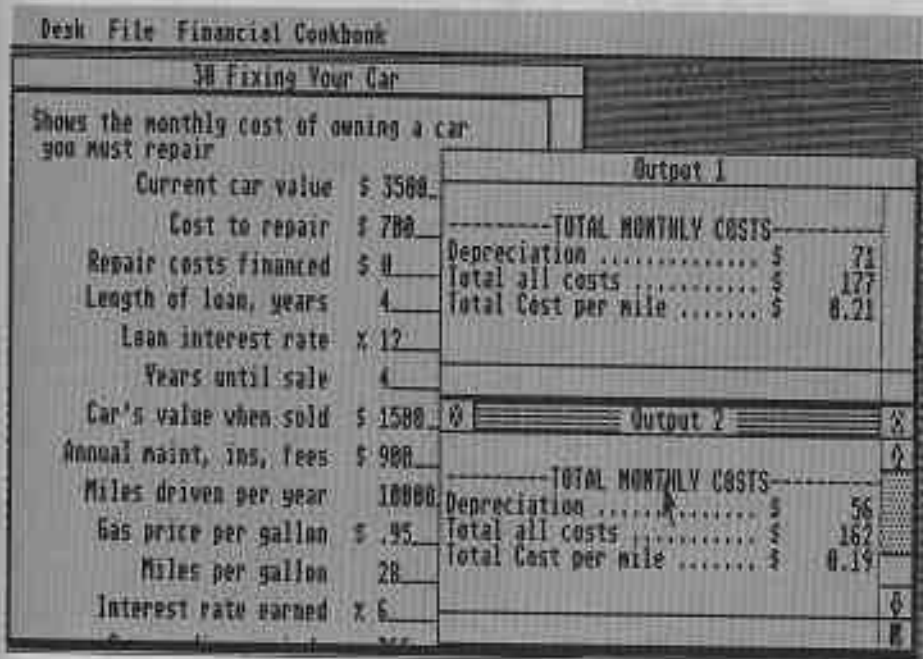 Desk File Financial Cookbook
30 Fixing Your Car
Shows the monthly cost of owning a car
you must repair
Current car value $ 3500
Cost to repair $ 700
Repair costs financed $ 0
Length of loan, years 4
Loan interest rate % 12
Years until sale 4
Car's value when sold $ 1500
Annual maint, ins, fees $ 900
Miles driven per year 10000
Gas price per gallon $ .95
Miles per gallon 28
Interest rate earned % 6
Output 1
--------TOTAL MONTHLY COSTS--------
Depreciation .............. $ 71
Total all costs ........... $ 177
Total Cost per mile ....... $ 0.21
Output 2
--------TOTAL MONTHLY COSTS--------
Depreciation .............. $ 56
Total all costs ........... $ 162
Total Cost per mile ....... $ 0.19